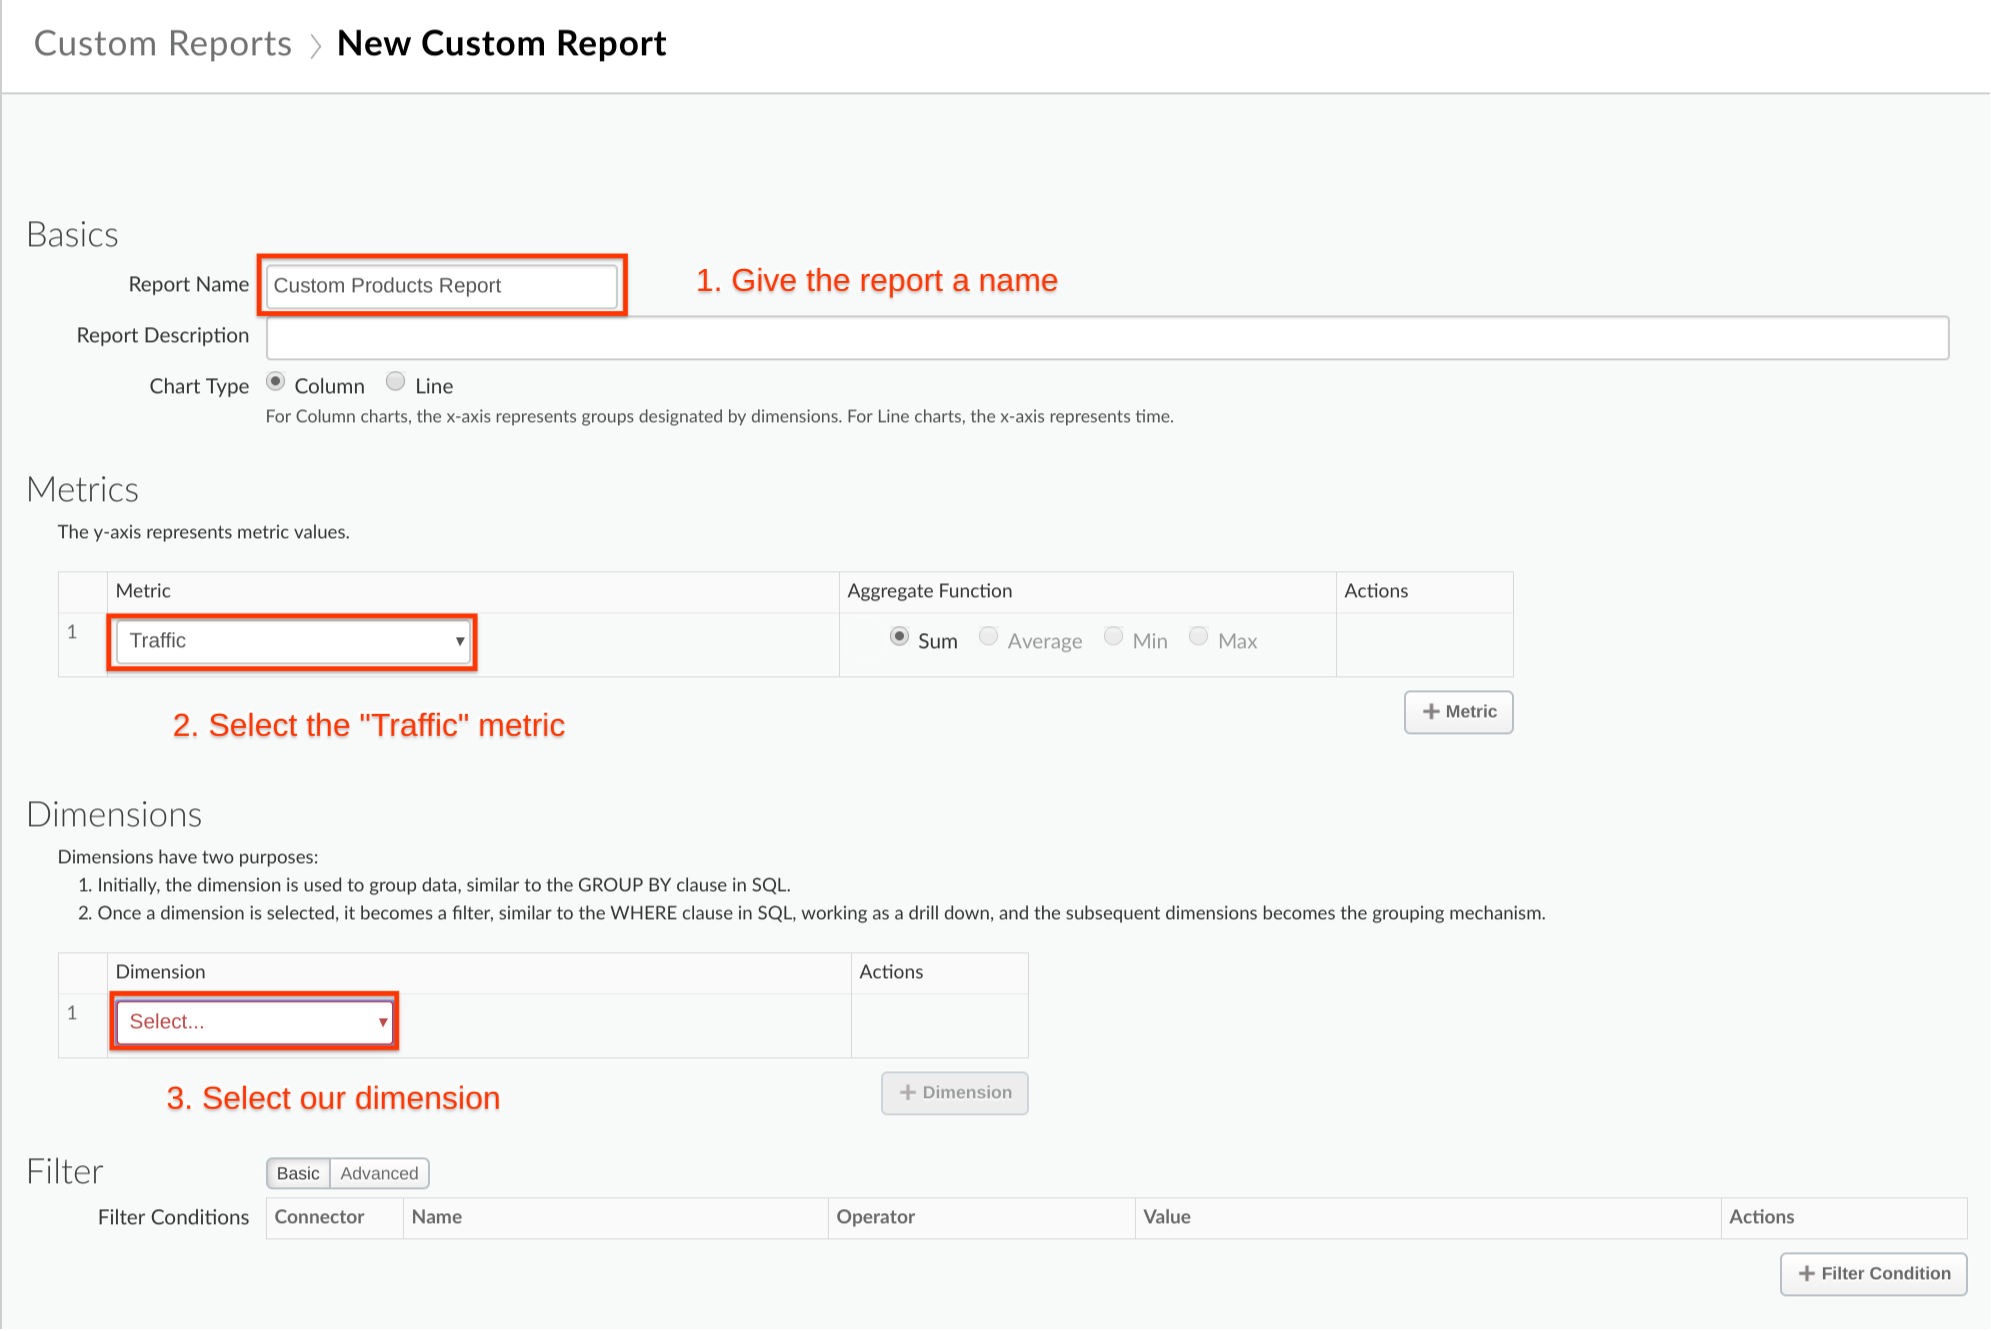 Custom Reports > New Custom Report
Basics
Report Name Custom Products Report 1. Give the report a name
Report Description
Chart Type Column Line
For Column charts, the x-axis represents groups designated by dimensions. For Line charts, the x-axis represents time.
Metrics
The y-axis represents metric values.
Metric Aggregate Function Actions
1 Traffic Sum Average Min Max
+ Metric
2. Select the "Traffic" metric
Dimensions
Dimensions have two purposes:
1. Initially, the dimension is used to group data, similar to the GROUP BY clause in SQL.
2. Once a dimension is selected, it becomes a filter, similar to the WHERE clause in SQL, working as a drill down, and the subsequent dimensions becomes the grouping mechanism.
Dimension Actions
1 Select...
+ Dimension
3. Select our dimension
Filter Basic Advanced
Filter Conditions Connector Name Operator Value Actions
+ Filter Condition